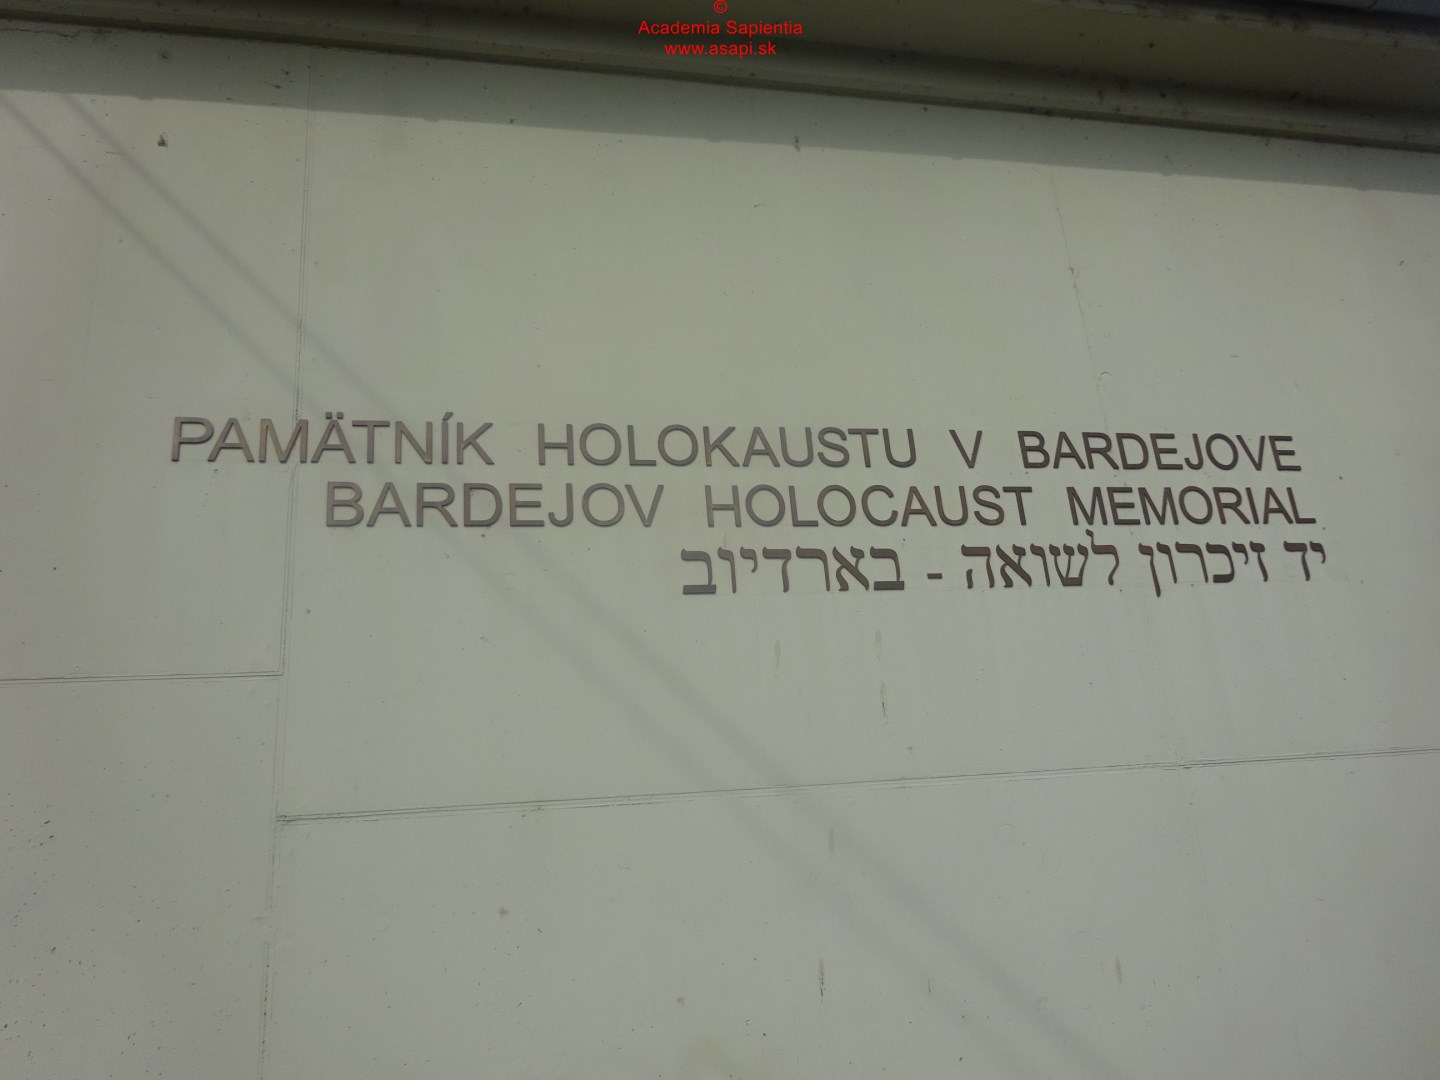 ©
Academia Sapientia
www.asapi.sk
PAMÄTNÍK HOLOKAUSTU V BARDEJOVE
BARDEJOV HOLOCAUST MEMORIAL
יד זיכרון לשואה - בארדיוב